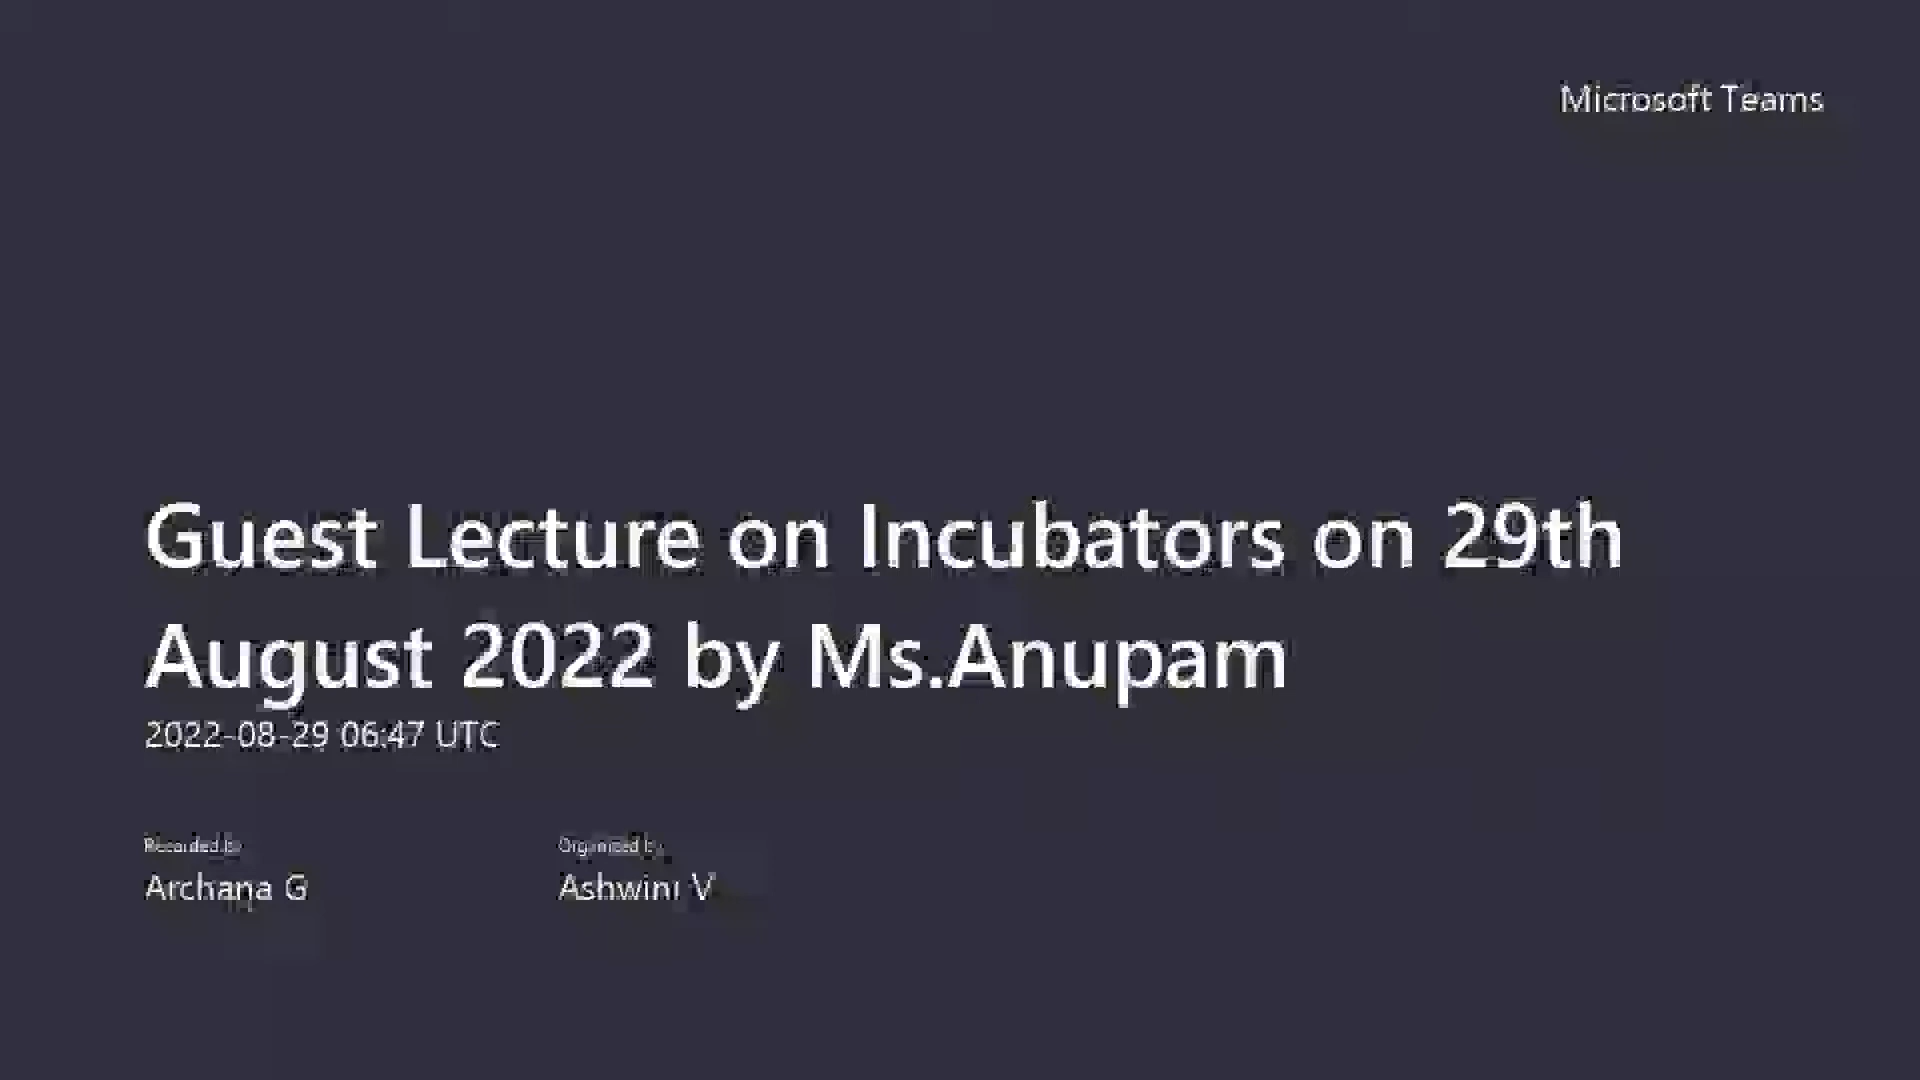 Microsoft Teams
Guest Lecture on Incubators on 29th
August 2022 by Ms.Anupam
2022-08-29 06:47 UTC
Recorded by
Organized by
Archana G
Ashwini V